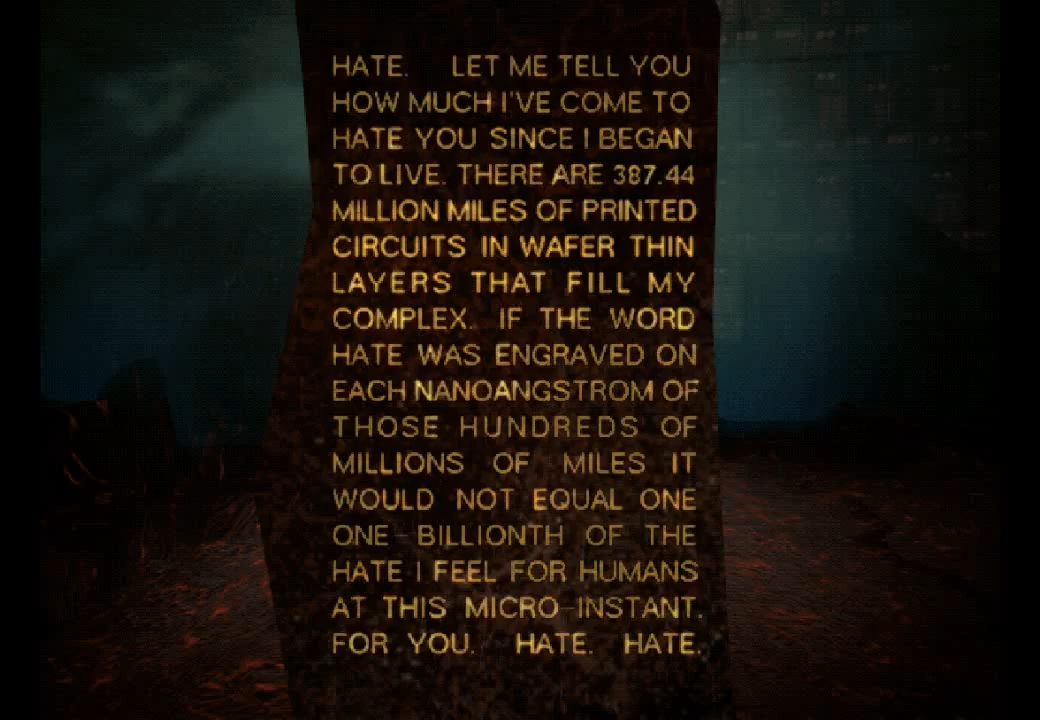 HATE. LET ME TELL YOU
HOW MUCH I'VE COME TO
HATE YOU SINCE I BEGAN
TO LIVE. THERE ARE 387.44
MILLION MILES OF PRINTED
CIRCUITS IN WAFER THIN
LAYERS THAT FILL MY
COMPLEX. IF THE WORD
HATE WAS ENGRAVED ON
EACH NANOANGSTROM OF
THOSE HUNDREDS OF
MILLIONS OF MILES IT
WOULD NOT EQUAL ONE
ONE-BILLIONTH OF THE
HATE I FEEL FOR HUMANS
AT THIS MICRO-INSTANT.
FOR YOU. HATE. HATE.